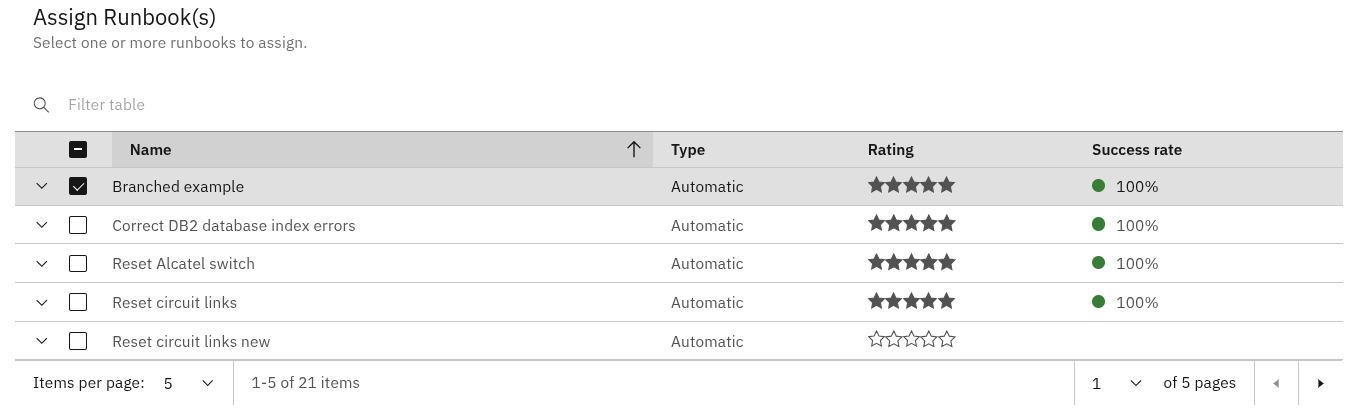 Assign Runbook(s)
Select one or more runbooks to assign.
Filter table
Name Type Rating Success rate
Branched example Automatic 100%
Correct DB2 database index errors Automatic 100%
Reset Alcatel switch Automatic 100%
Reset circuit links Automatic 100%
Reset circuit links new Automatic
Items per page: 5 1-5 of 21 items 1 of 5 pages